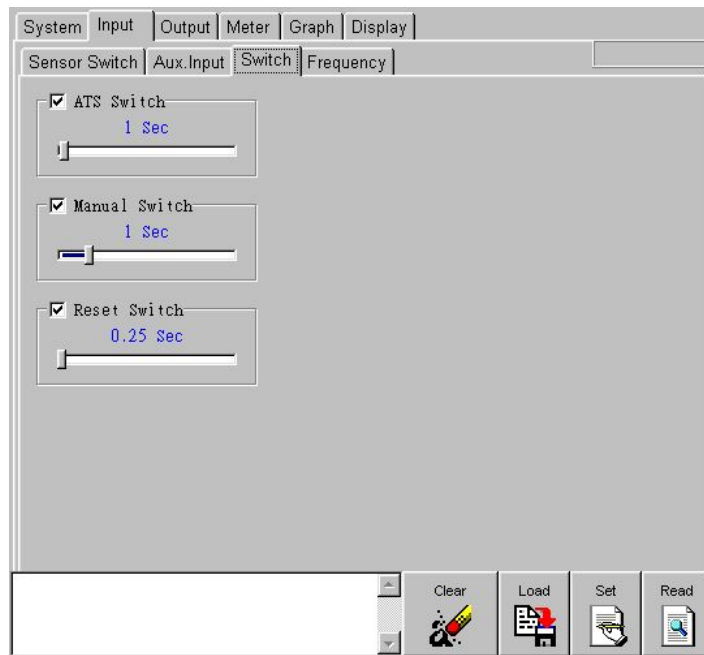 System Input Output Meter Graph Display
Sensor Switch Aux.Input Switch Frequency
ATS Switch
1 Sec
Manual Switch
1 Sec
Reset Switch
0.25 Sec
Clear Load Set Read